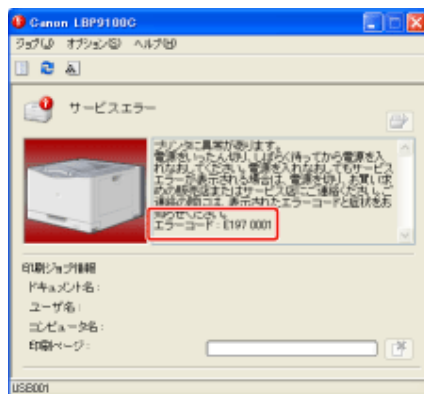 Canon LBP9100C
ジョブ(J) オプション(S) ヘルプ(H)
サービスエラー
プリンタに異常があります。
電源をいったん切り、しばらく待ってから電源を入
れなおしてください。電源を入れなおしてもサービス
エラーが表示される場合は、電源を切り、お買い求
めの販売店またはサービス店にご連絡ください。ご
連絡の際には、表示されたエラーコードと症状をお
知らせください。
エラーコード : E197 0001
印刷ジョブ情報
ドキュメント名 :
ユーザ名 :
コンピュータ名 :
印刷ページ :
USB001